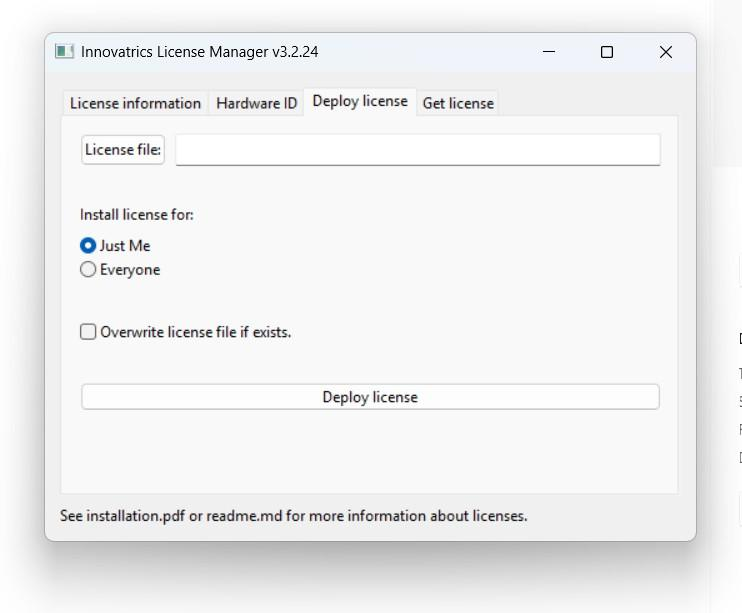 Innovatrics License Manager v3.2.24
License information Hardware ID Deploy license Get license
License file:
Install license for:
Just Me
Everyone
Overwrite license file if exists.
Deploy license
See installation.pdf or readme.md for more information about licenses.